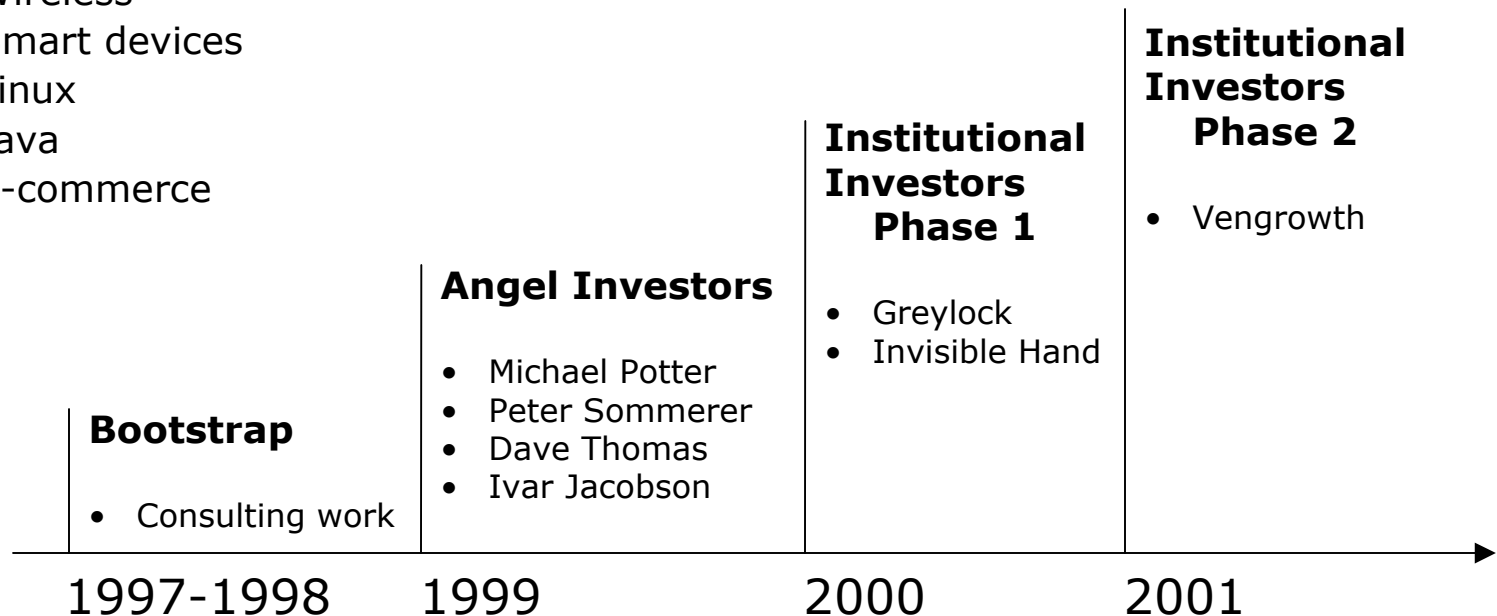 ireless
mart devices
inux
ava
-commerce
Institutional
Investors
Phase 2
• Vengrowth
Institutional
Investors
Phase 1
• Greylock
• Invisible Hand
Angel Investors
• Michael Potter
• Peter Sommerer
• Dave Thomas
• Ivar Jacobson
Bootstrap
• Consulting work
1997-1998 1999 2000 2001